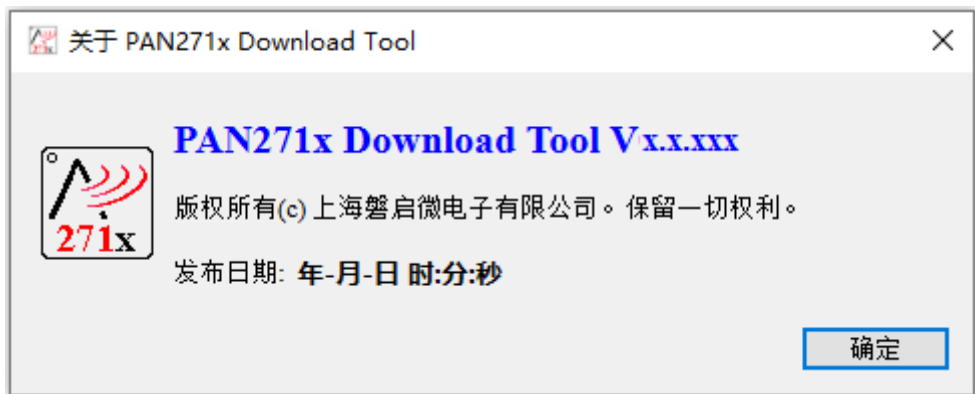 关于 PAN271x Download Tool
PAN271x Download Tool Vx.x.xxx
版权所有(c) 上海磐启微电子有限公司。保留一切权利。
271x
发布日期: 年-月-日 时:分:秒
确定